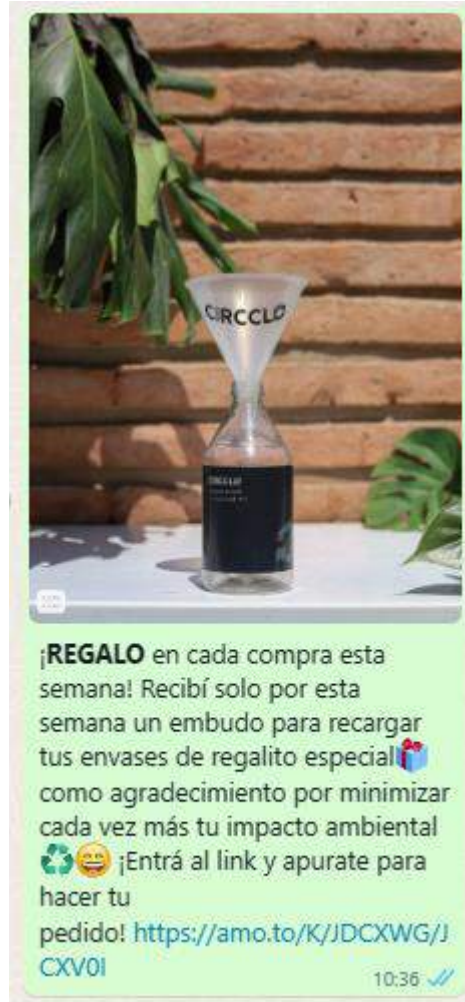 CIRCCLO
CIRCCLO
¡REGALO en cada compra esta
semana! Recibí solo por esta
semana un embudo para recargar
tus envases de regalito especial🎁
como agradecimiento por minimizar
cada vez más tu impacto ambiental
♻️😄 ¡Entrá al link y apurate para
hacer tu
pedido! https://amo.to/K/JDCXWG/J
CXV0I
10:36